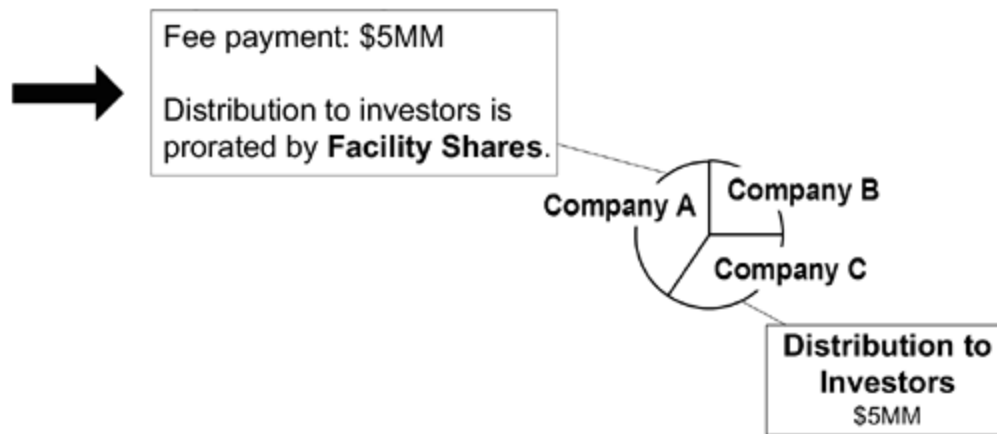 Fee payment: $5MM
Distribution to investors is
prorated by Facility Shares.
Company A
Company B
Company C
Distribution to
Investors
$5MM